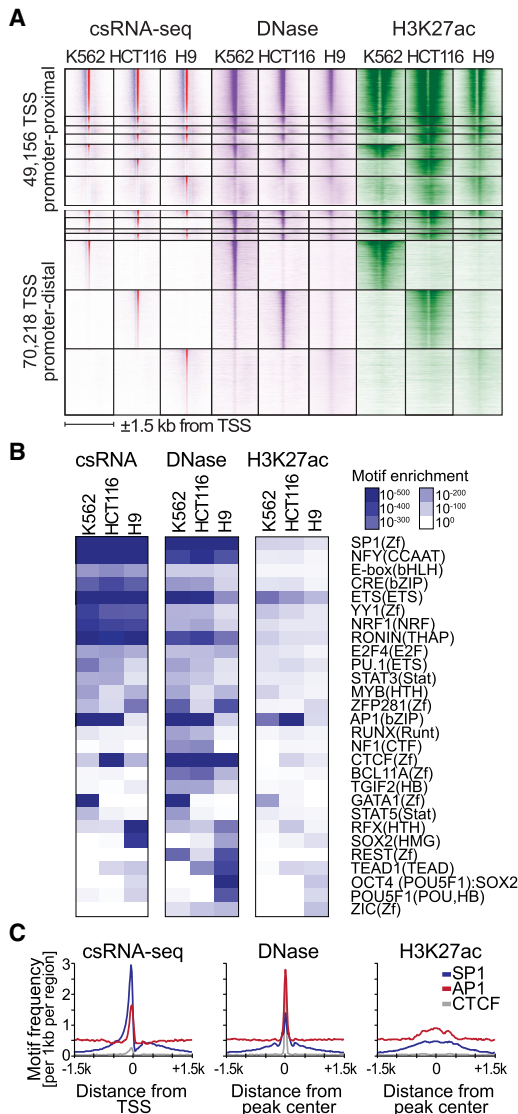 A
csRNA-seq DNase H3K27ac
K562 HCT116 H9 K562 HCT116 H9 K562 HCT116 H9
49,156 TSS
promoter-proximal
70,218 TSS
promoter-distal
±1.5 kb from TSS
B
csRNA DNase H3K27ac
K562 HCT116 H9 K562 HCT116 H9 K562 HCT116 H9
Motif enrichment
10-500 10-200
10-400 10-100
10-300 100
SP1(Zf)
NFY(CCAAT)
E-box(bHLH)
CRE(bZIP)
ETS(ETS)
YY1(Zf)
NRF1(NRF)
RONIN(THAP)
E2F4(E2F)
PU.1(ETS)
STAT3(Stat)
MYB(HTH)
ZFP281(Zf)
AP1(bZIP)
RUNX(Runt)
NF1(CTF)
CTCF(Zf)
BCL11A(Zf)
TGIF2(HB)
GATA1(Zf)
STAT5(Stat)
RFX(HTH)
SOX2(HMG)
REST(Zf)
TEAD1(TEAD)
OCT4 (POU5F1):SOX2
POU5F1(POU,HB)
ZIC(Zf)
C
csRNA-seq DNase H3K27ac
Motif frequency
[per 1kb per region]
3
2
1
0
SP1
AP1
CTCF
-1.5k 0 +1.5k -1.5k 0 +1.5k -1.5k 0 +1.5k
Distance from TSS
Distance from peak center
Distance from peak center